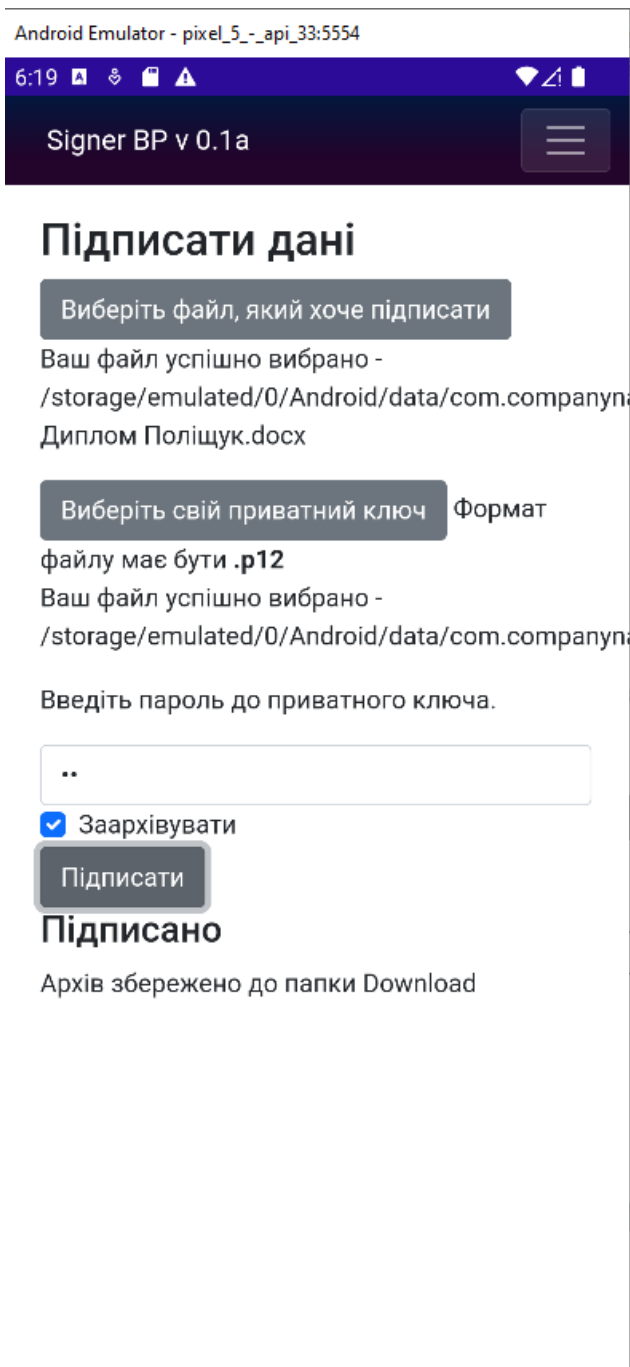 Android Emulator - pixel_5_-_api_33:5554
6:19
Signer BP v 0.1a
Підписати дані
Виберіть файл, який хоче підписати
Ваш файл успішно вибрано -
/storage/emulated/0/Android/data/com.companyna
Диплом Поліщук.docx
Виберіть свій приватний ключ Формат
файлу має бути .p12
Ваш файл успішно вибрано -
/storage/emulated/0/Android/data/com.companyna
Введіть пароль до приватного ключа.
••
Заархівувати
Підписати
Підписано
Архів збережено до папки Download